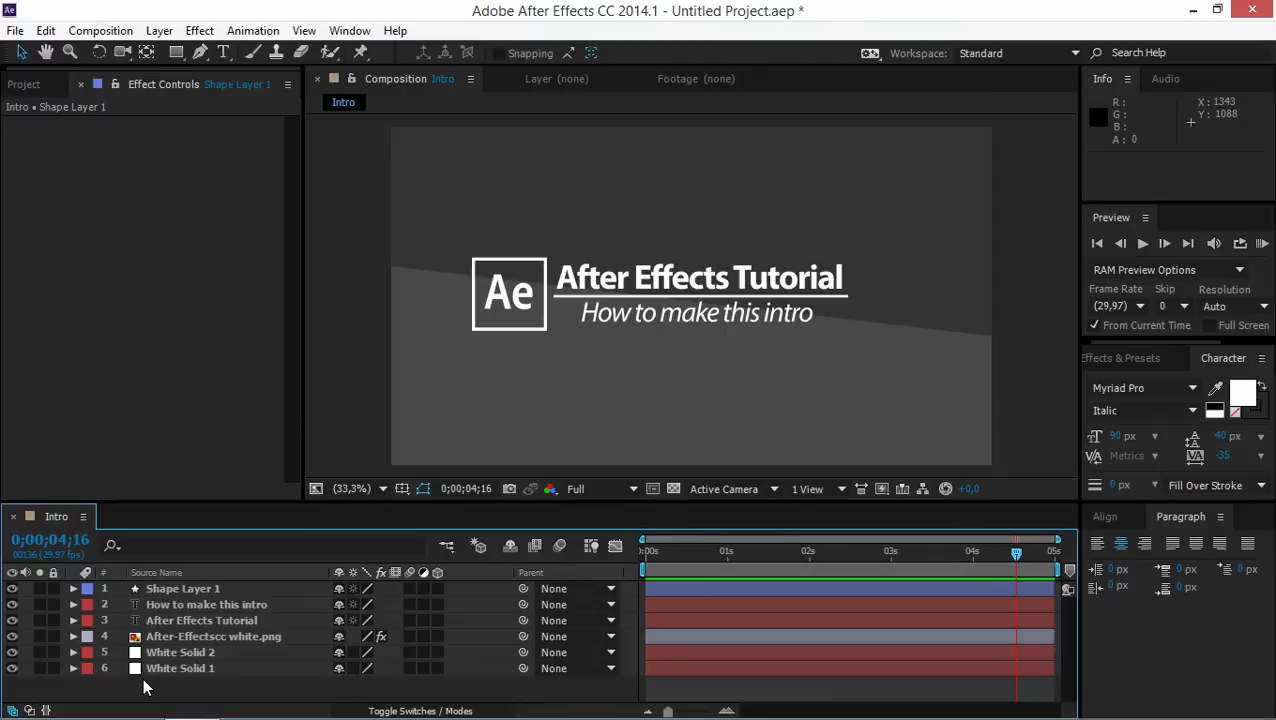 Ae Adobe After Effects CC 2014.1 - Untitled Project.aep *
File Edit Composition Layer Effect Animation View Window Help
Snapping Workspace: Standard Search Help
Project Effect Controls Shape Layer 1 Composition Intro Layer (none) Footage (none) Info Audio
Intro • Shape Layer 1
Intro
R: X: 1343
G: Y: 1088
B:
A: 0
Ae After Effects Tutorial
How to make this intro
Preview
RAM Preview Options
Frame Rate Skip Resolution
(29,97) 0 Auto
From Current Time Full Screen
Effects & Presets Character
Myriad Pro
Italic
90 px 40 px
Metrics -35
0 px Fill Over Stroke
(33,3%) 0;00;04;16 Full Active Camera 1 View +0,0
Intro
Align Paragraph
0;00;04;16
00136 (29.97 fps)
0:00s 01s 02s 03s 04s 05s
# Source Name fx Parent
1 Shape Layer 1 None
2 T How to make this intro None
3 T After Effects Tutorial None
4 After-Effectscc white.png fx None
5 White Solid 2 None
6 White Solid 1 None
0 px 0 px 0 px
0 px 0 px
Toggle Switches / Modes